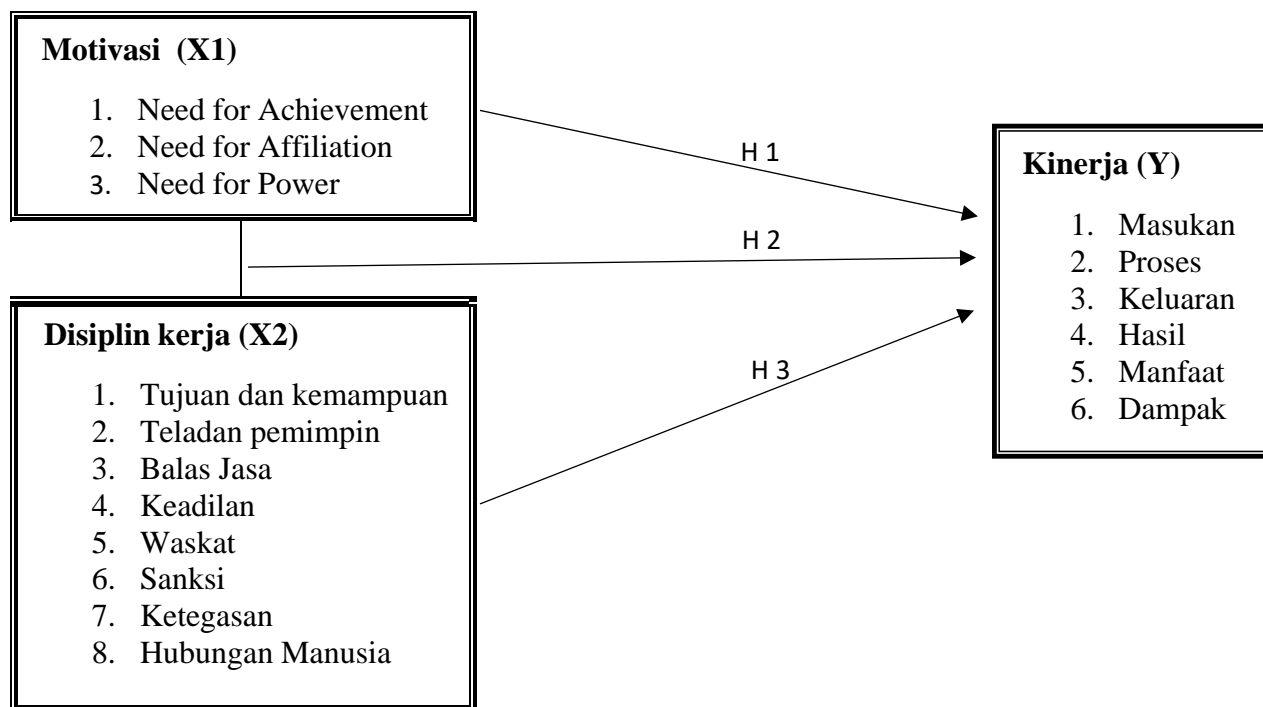 Motivasi (X1)
1. Need for Achievement
2. Need for Affiliation
3. Need for Power
H 1
H 2
H 3
Kinerja (Y)
1. Masukan
2. Proses
3. Keluaran
4. Hasil
5. Manfaat
6. Dampak
Disiplin kerja (X2)
1. Tujuan dan kemampuan
2. Teladan pemimpin
3. Balas Jasa
4. Keadilan
5. Waskat
6. Sanksi
7. Ketegasan
8. Hubungan Manusia